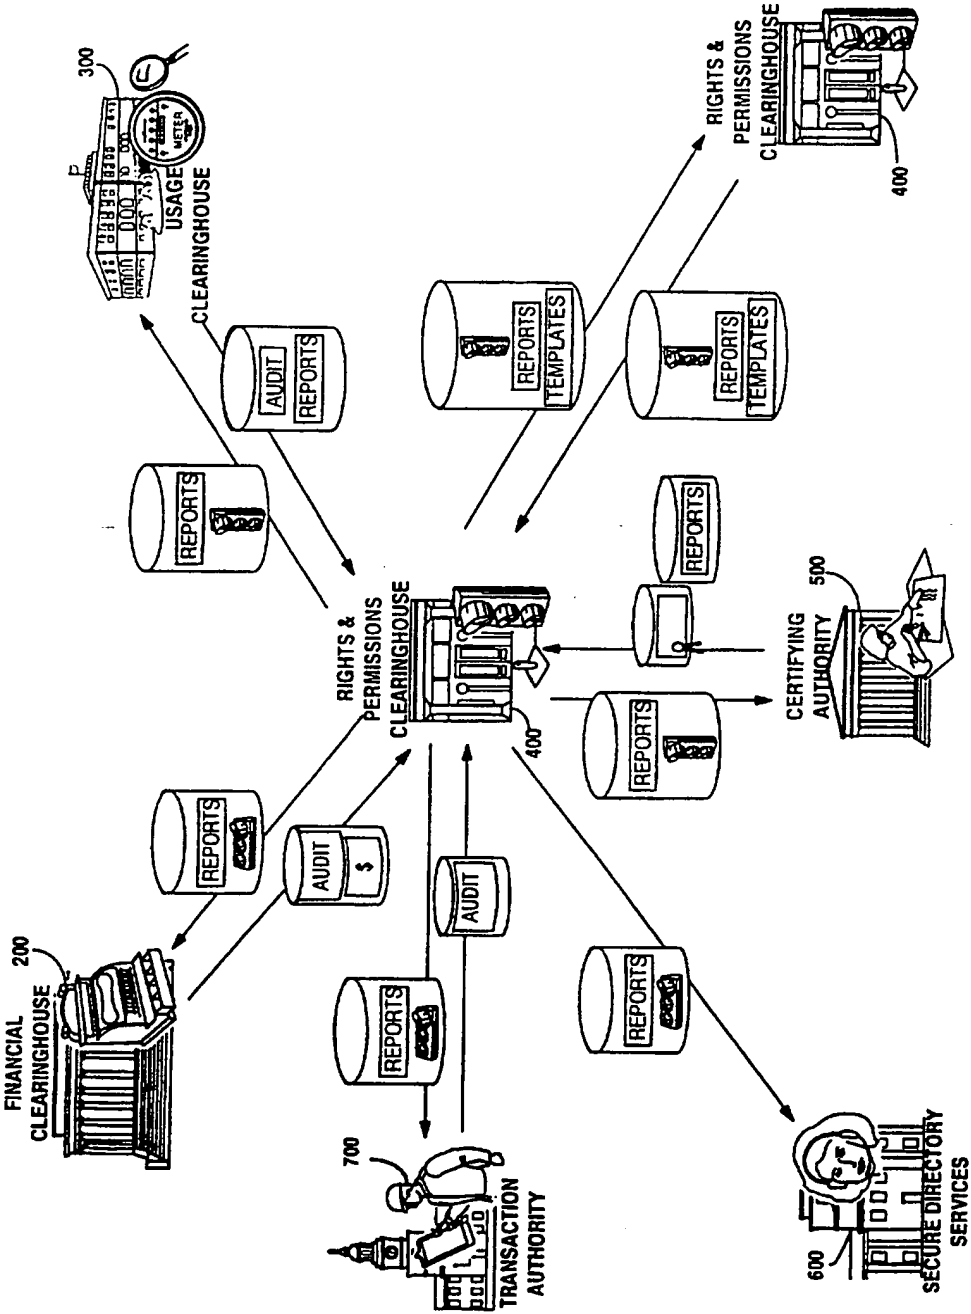 FINANCIAL
CLEARINGHOUSE
200
300
METER
USAGE
CLEARINGHOUSE
REPORTS
REPORTS
AUDIT
REPORTS
AUDIT
$
RIGHTS &
PERMISSIONS
CLEARINGHOUSE
400
700
TRANSACTION
AUTHORITY
REPORTS
AUDIT
REPORTS
TEMPLATES
REPORTS
TEMPLATES
RIGHTS &
PERMISSIONS
CLEARINGHOUSE
400
REPORTS
REPORTS
REPORTS
600
SECURE DIRECTORY
SERVICES
CERTIFYING
AUTHORITY
500